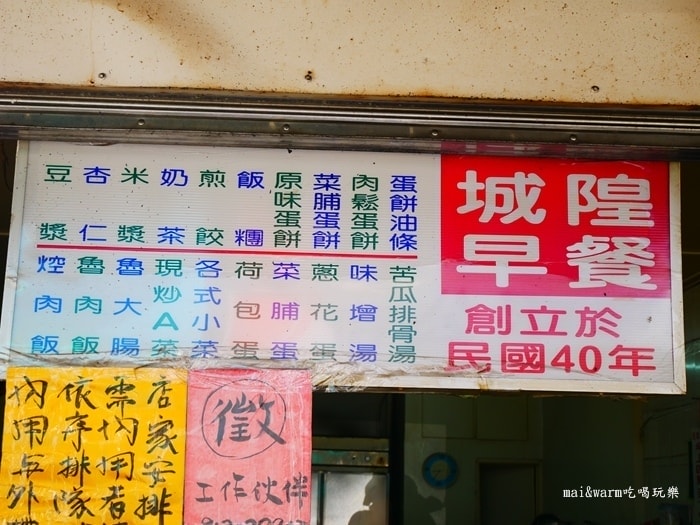 城隍
早餐
創立於
民國40年
蛋餅油條
肉鬆蛋餅
菜脯蛋餅
原味蛋餅
飯糰
煎餃
奶茶
米漿
杏仁
豆漿
苦瓜排骨湯
味增湯
蔥花蛋
菜脯蛋
荷包蛋
各式小菜
現炒A菜
魯大腸
魯肉飯
焢肉飯
徵
工作伙伴
店家安排
需內用者
依序排隊
內用与外
mai&warm吃喝玩樂